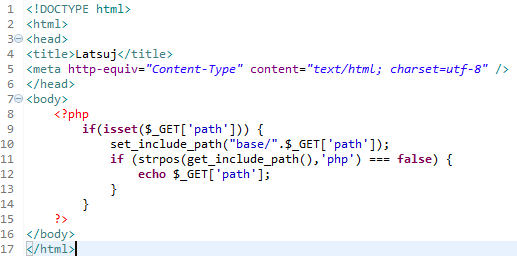 1 <!DOCTYPE html>
2 <html>
3 <head>
4 <title>Latsuj</title>
5 <meta http-equiv="Content-Type" content="text/html; charset=utf-8" />
6 </head>
7 <body>
8 <?php
9 if(isset($_GET['path'])) {
10 set_include_path("base/".$_GET['path']);
11 if (strpos(get_include_path(),'php') === false) {
12 echo $_GET['path'];
13 }
14 }
15 ?>
16 </body>
17 </html>